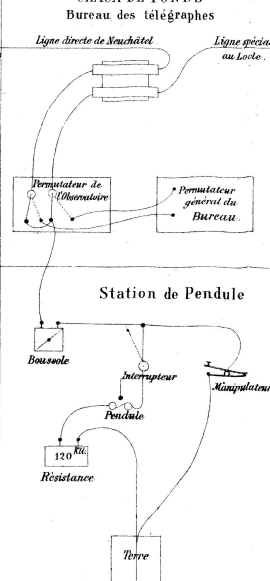 Bureau des télégraphes
Ligne directe de Neuchâtel
Ligne spécia
au Locle.
Permutateur de
l'Observatoire
Permutateur
général du
Bureau.
Station de Pendule
Boussole
Interrupteur
Manipulateur
Pendule
120 kil.
Résistance
Terre